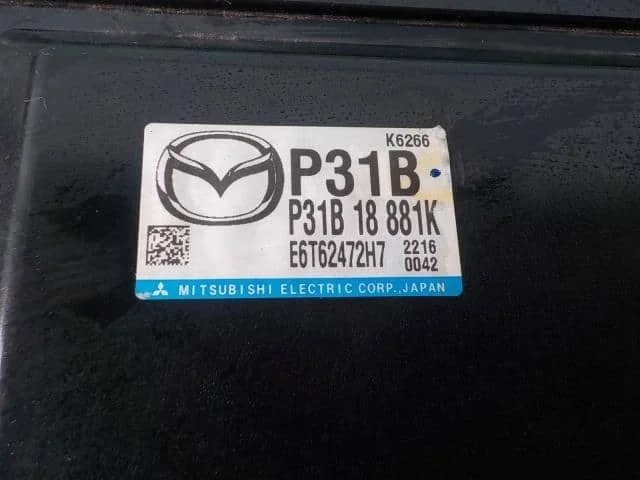 K6266
P31B
P31B 18 881K
E6T62472H7 2216
0042
MITSUBISHI ELECTRIC CORP.,JAPAN